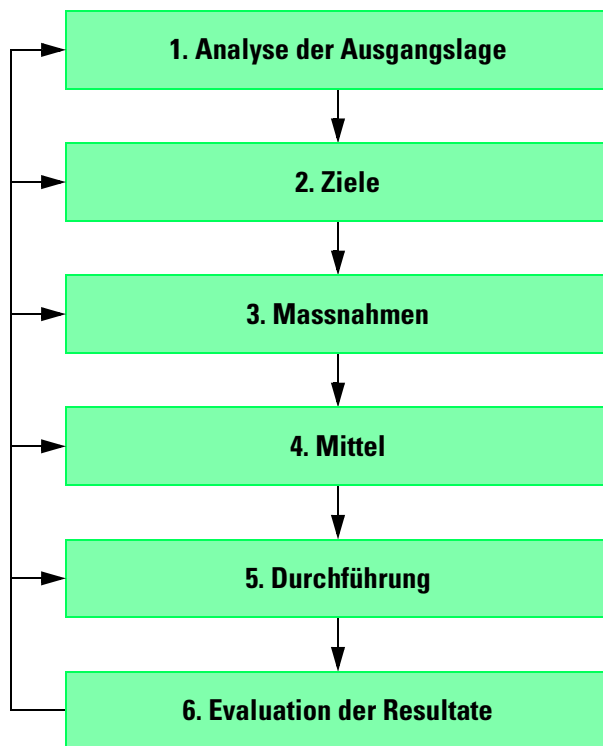 1. Analyse der Ausgangslage
2. Ziele
3. Massnahmen
4. Mittel
5. Durchführung
6. Evaluation der Resultate